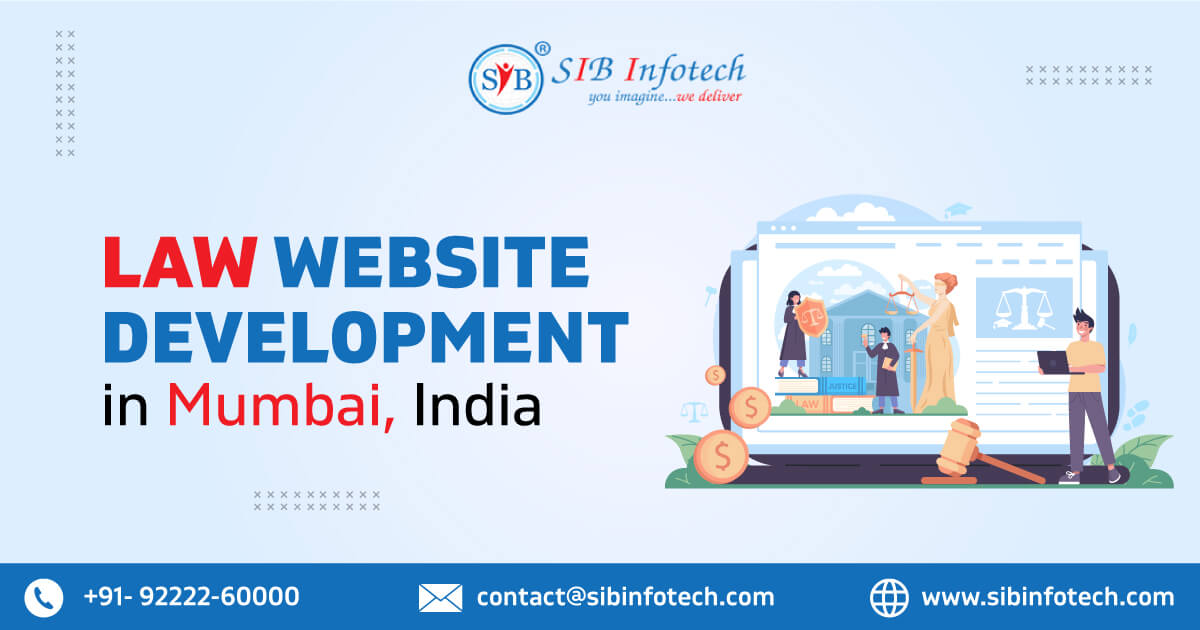 SIB
®
SIB Infotech
you imagine...we deliver
LAW WEBSITE
DEVELOPMENT
in Mumbai, India
JUSTICE
LAW
$
$
$
+91- 92222-60000
contact@sibinfotech.com
www.sibinfotech.com